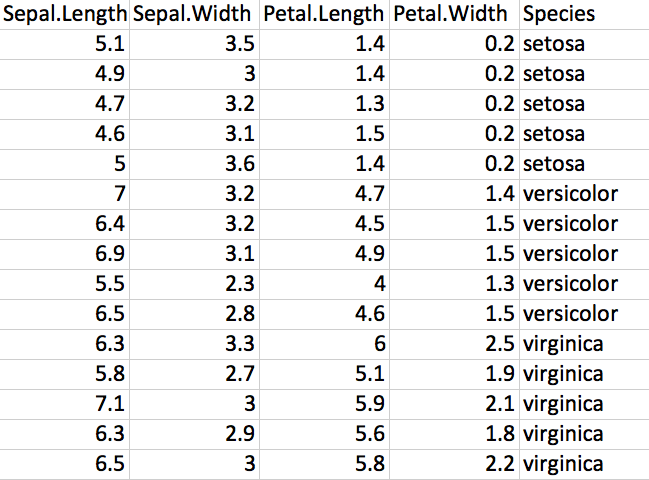 Sepal.Length Sepal.Width Petal.Length Petal.Width Species
5.1 3.5 1.4 0.2 setosa
4.9 3 1.4 0.2 setosa
4.7 3.2 1.3 0.2 setosa
4.6 3.1 1.5 0.2 setosa
5 3.6 1.4 0.2 setosa
7 3.2 4.7 1.4 versicolor
6.4 3.2 4.5 1.5 versicolor
6.9 3.1 4.9 1.5 versicolor
5.5 2.3 4 1.3 versicolor
6.5 2.8 4.6 1.5 versicolor
6.3 3.3 6 2.5 virginica
5.8 2.7 5.1 1.9 virginica
7.1 3 5.9 2.1 virginica
6.3 2.9 5.6 1.8 virginica
6.5 3 5.8 2.2 virginica